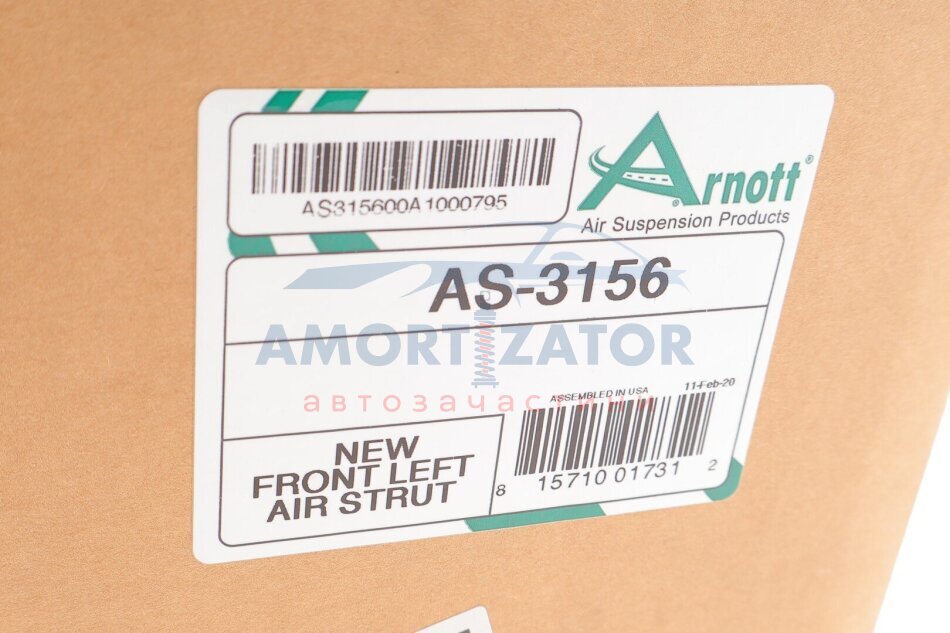 AS315600A1000795
Arnott®
Air Suspension Products
AS-3156
AMORTIZATOR
автозачастини
ASSEMBLED IN USA
11-Feb-20
NEW
FRONT LEFT
AIR STRUT
8 15710 01731 2